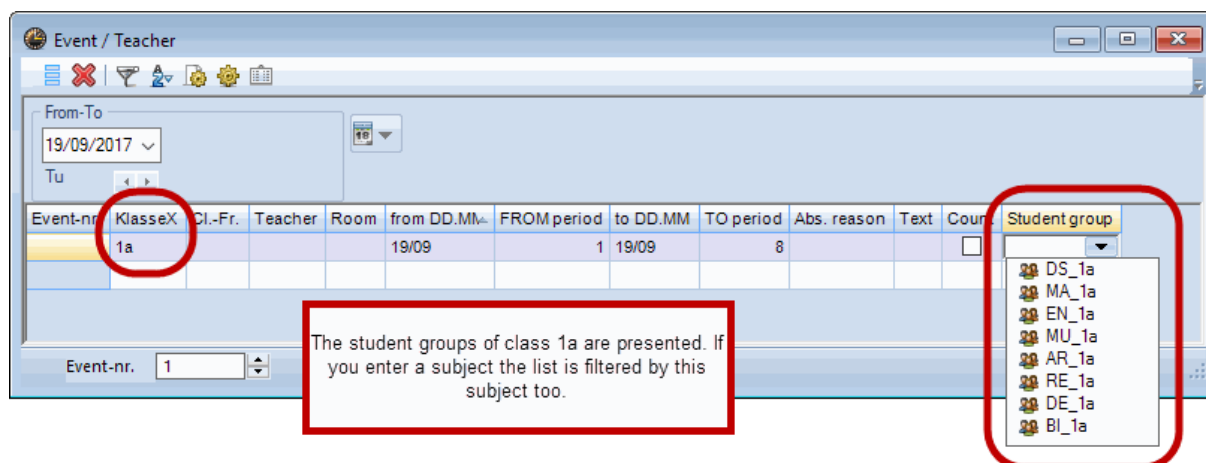 Event / Teacher
From-To
19/09/2017
Tu
18
Event-nr KlasseX Cl.-Fr. Teacher Room from DD.MM FROM period to DD.MM TO period Abs. reason Text Coun. Student group
1a 19/09 1 19/09 8
DS_1a
MA_1a
EN_1a
MU_1a
AR_1a
RE_1a
DE_1a
BI_1a
The student groups of class 1a are presented. If
you enter a subject the list is filtered by this
subject too.
Event-nr. 1